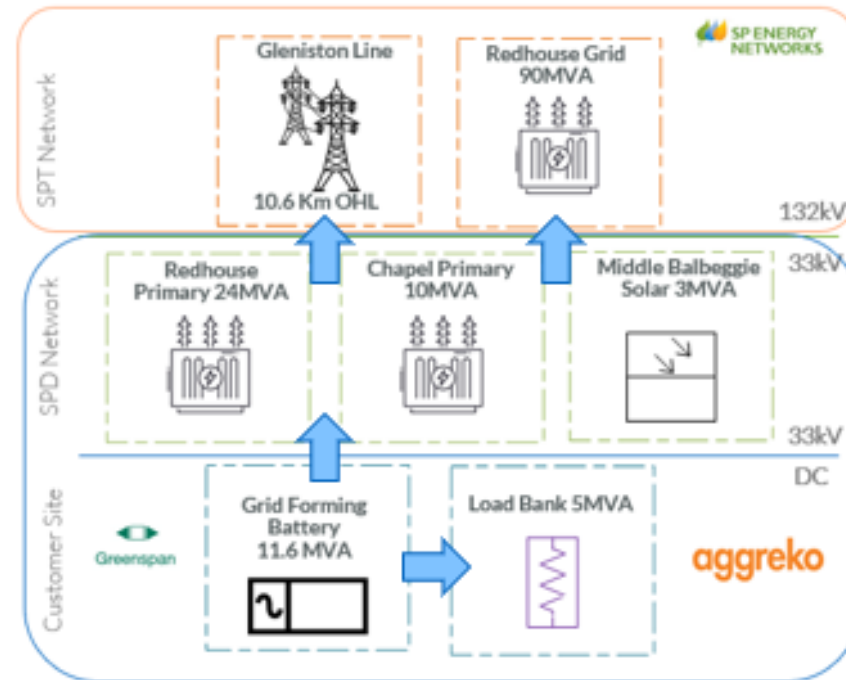 SPT Network
Gleniston Line
10.6 Km OHL
Redhouse Grid
90MVA
SP ENERGY
NETWORKS
132kV
SPD Network
33kV
Redhouse
Primary 24MVA
Chapel Primary
10MVA
Middle Balbeggie
Solar 3MVA
33kV
Customer Site
DC
Greenspan
Grid Forming
Battery
11.6 MVA
Load Bank 5MVA
aggreko